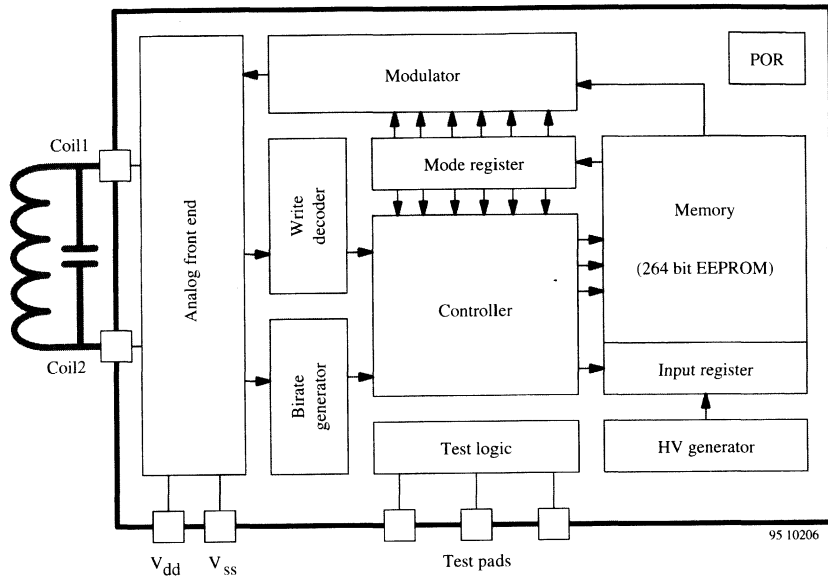 POR
Modulator
Coil1
Mode register
Memory
(264 bit EEPROM)
Analog front end
Write
decoder
Controller
Coil2
Birate
generator
Input register
Test logic
HV generator
Vdd
Vss
Test pads
95 10206